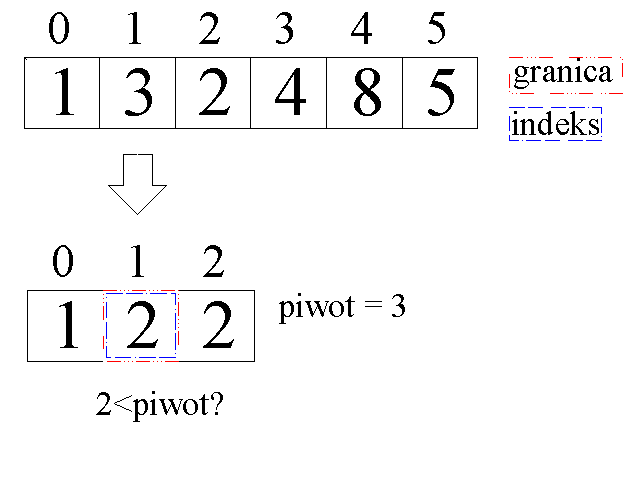 0 1 2 3 4 5
1 3 2 4 8 5
granica
indeks
0 1 2
1 2 2
piwot = 3
2<piwot?